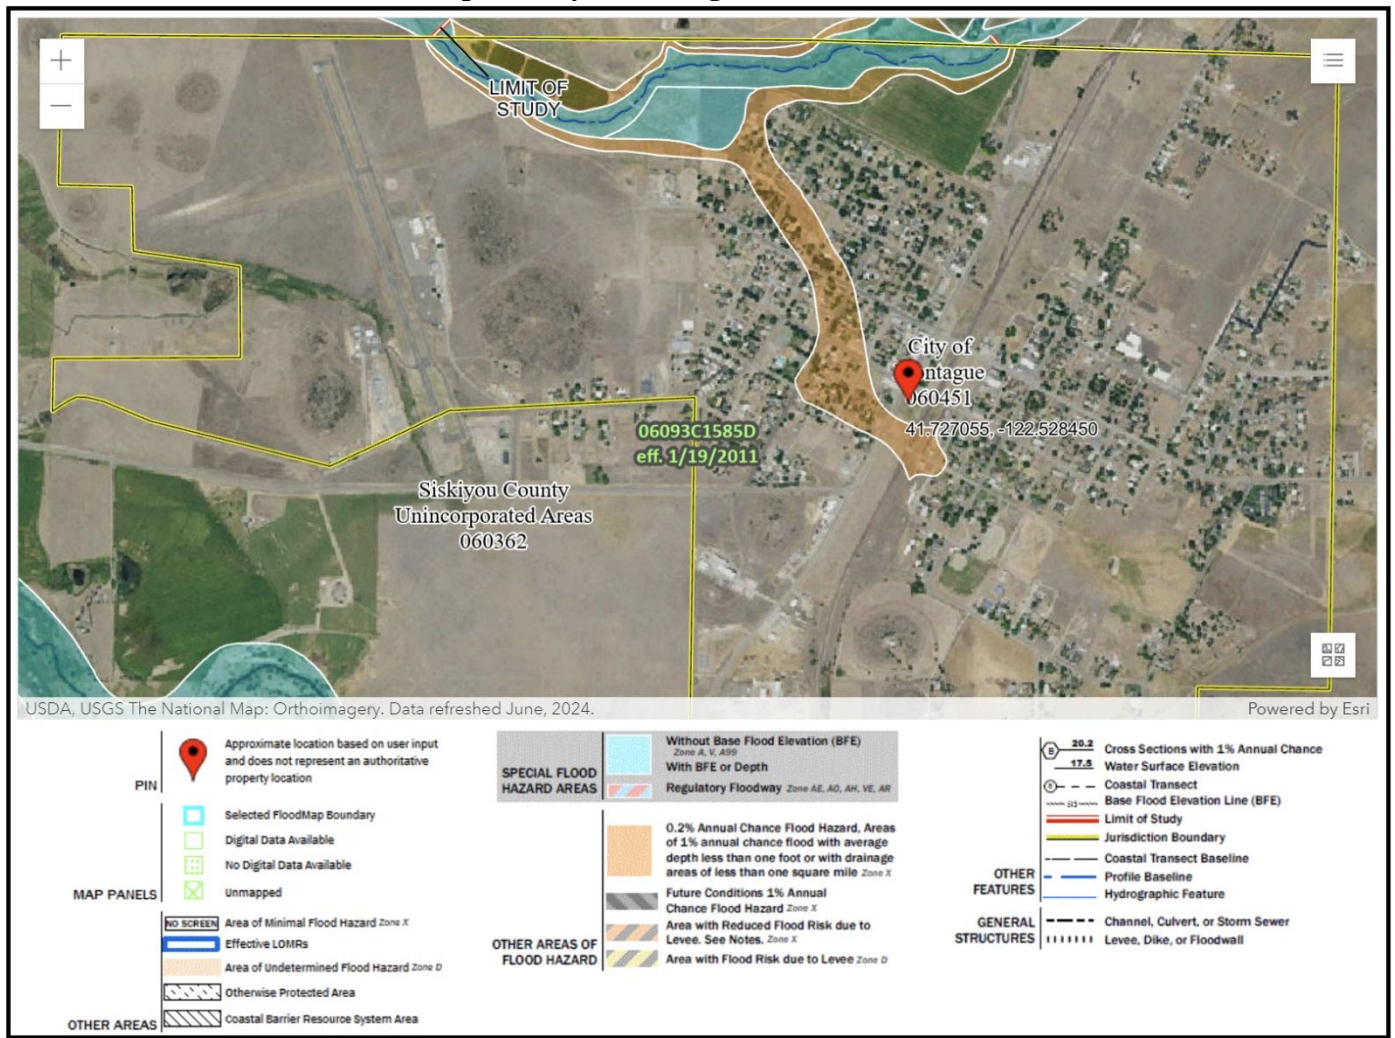 LIMIT OF
STUDY
City of
ntague
060451
41.727055, -122.528450
06093C1585D
eff. 1/19/2011
Siskiyou County
Unincorporated Areas
060362
USDA, USGS The National Map: Orthoimagery. Data refreshed June, 2024.
Powered by Esri
PIN
Approximate location based on user input
and does not represent an authoritative
property location
MAP PANELS
Selected FloodMap Boundary
Digital Data Available
No Digital Data Available
Unmapped
OTHER AREAS
NO SCREEN Area of Minimal Flood Hazard Zone X
Effective LOMRs
Area of Undetermined Flood Hazard Zone D
Otherwise Protected Area
Coastal Barrier Resource System Area
SPECIAL FLOOD
HAZARD AREAS
Without Base Flood Elevation (BFE)
Zone A, V, A99
With BFE or Depth
Regulatory Floodway Zone AE, AO, AH, VE, AR
OTHER AREAS OF
FLOOD HAZARD
0.2% Annual Chance Flood Hazard, Areas
of 1% annual chance flood with average
depth less than one foot or with drainage
areas of less than one square mile Zone X
Future Conditions 1% Annual
Chance Flood Hazard Zone X
Area with Reduced Flood Risk due to
Levee. See Notes. Zone X
Area with Flood Risk due to Levee Zone D
OTHER
FEATURES
B 20.2 Cross Sections with 1% Annual Chance
17.5 Water Surface Elevation
Coastal Transect
513 Base Flood Elevation Line (BFE)
Limit of Study
Jurisdiction Boundary
Coastal Transect Baseline
Profile Baseline
Hydrographic Feature
GENERAL
STRUCTURES
Channel, Culvert, or Storm Sewer
Levee, Dike, or Floodwall